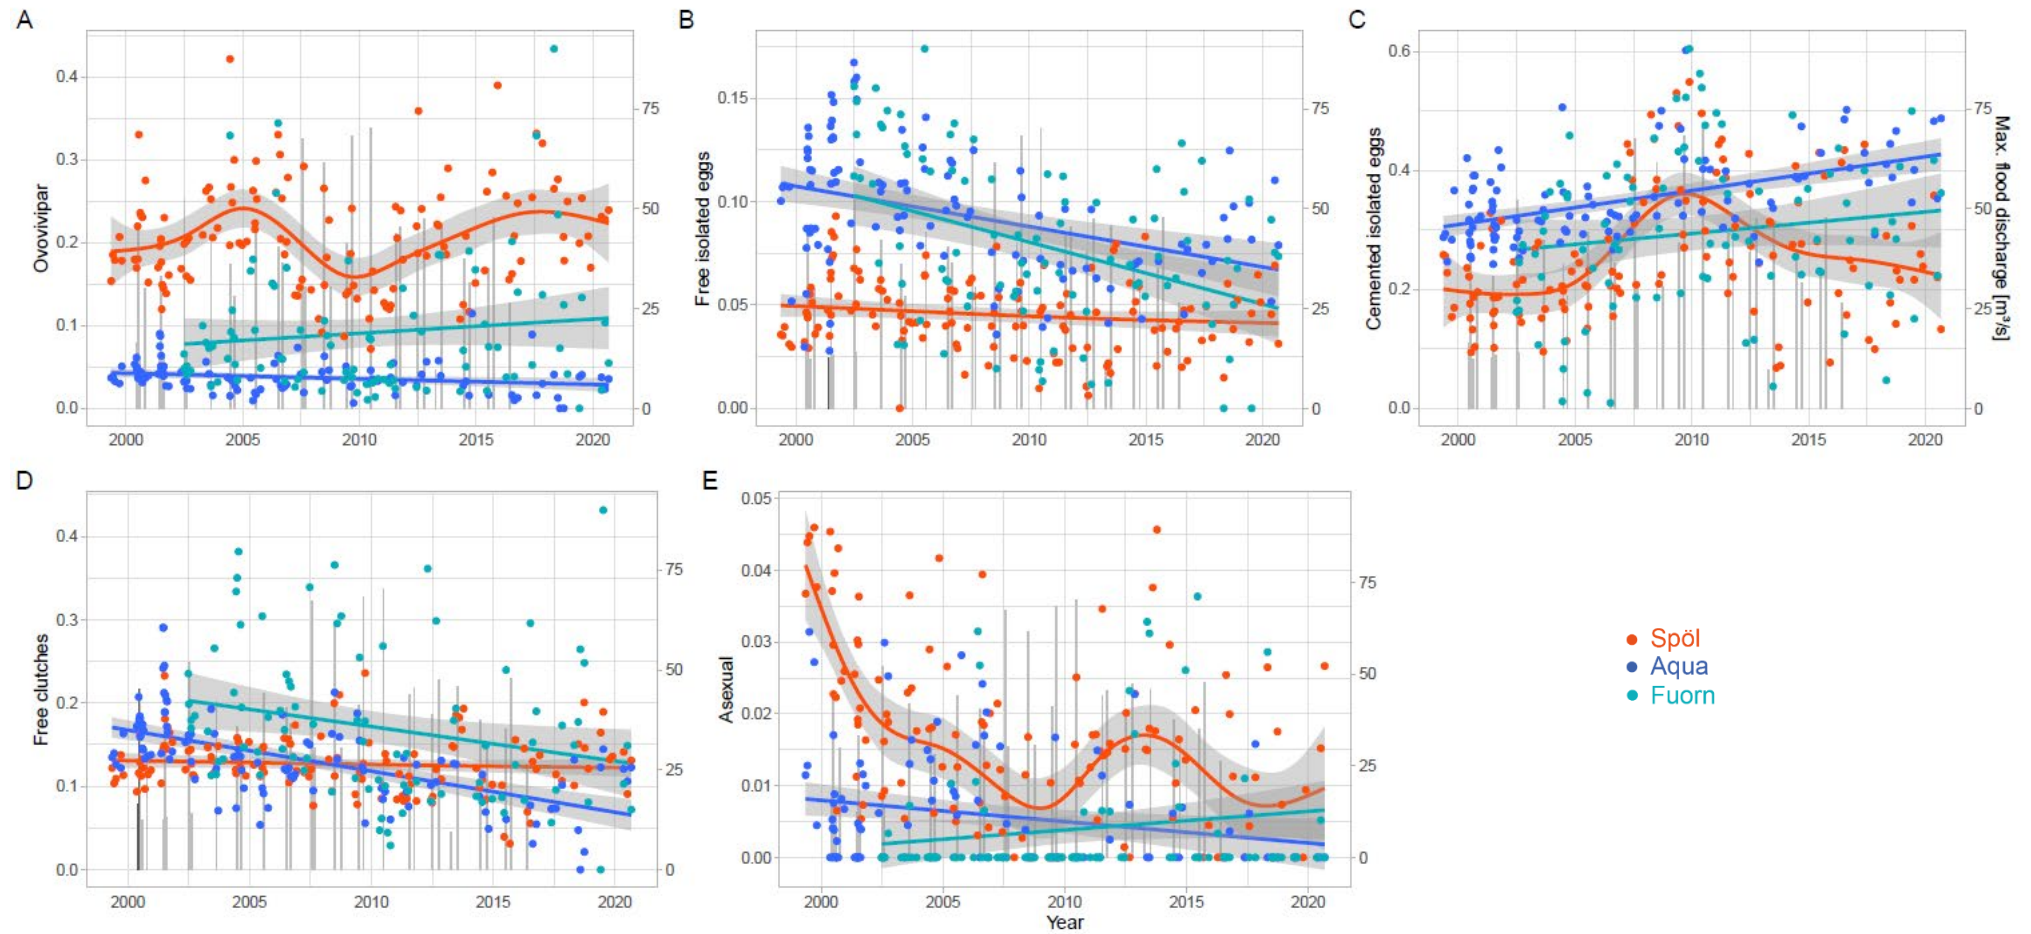 A
B
C
Ovovivipar
0.4
0.3
0.2
0.1
0.0
75
50
25
0
2000 2005 2010 2015 2020
Free isolated eggs
0.15
0.10
0.05
0.00
75
50
25
0
2000 2005 2010 2015 2020
Cemented isolated eggs
0.6
0.4
0.2
0.0
75
50
25
0
Max. flood discharge [m³/s]
2000 2005 2010 2015 2020
D
E
Free clutches
0.4
0.3
0.2
0.1
0.0
75
50
25
0
2000 2005 2010 2015 2020
Asexual
0.05
0.04
0.03
0.02
0.01
0.00
75
50
25
0
2000 2005 2010 2015 2020
Year
Spöl
Aqua
Fuorn